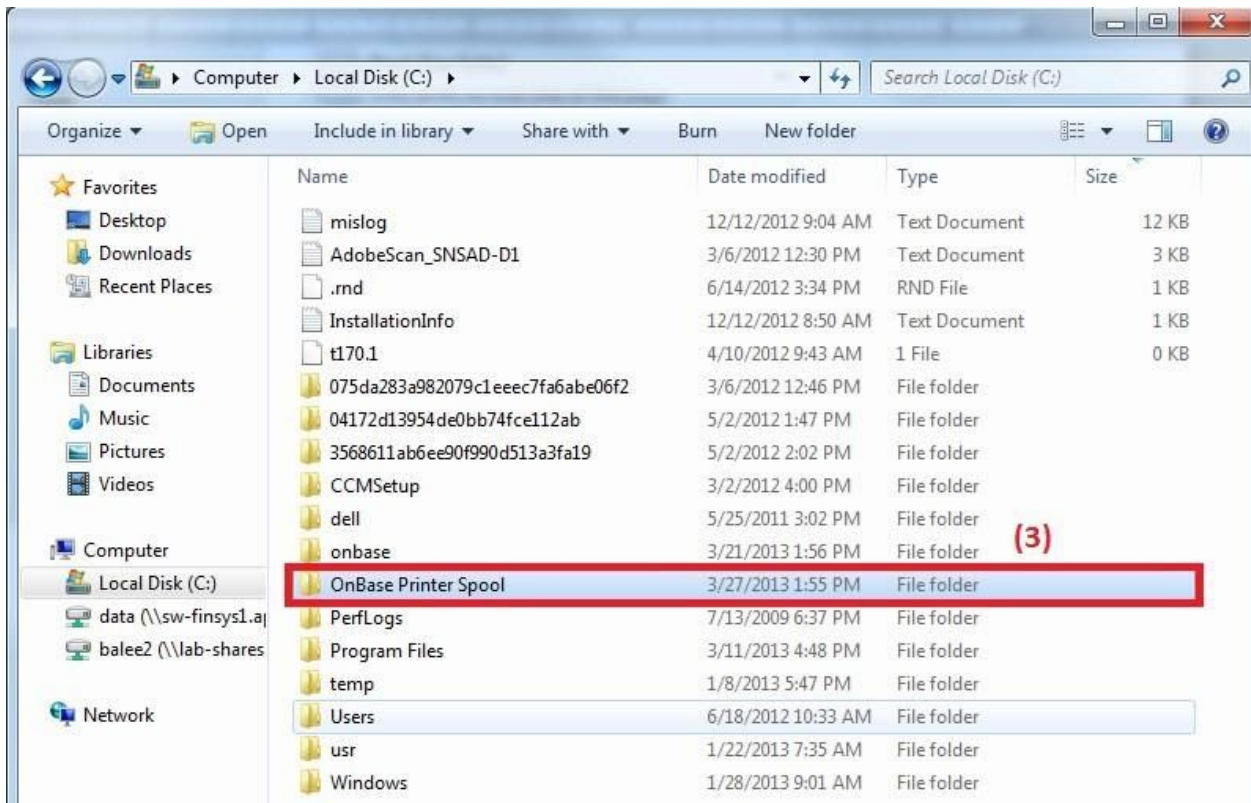 Computer Local Disk (C:) Search Local Disk (C:)
Organize Open Include in library Share with Burn New folder
Name Date modified Type Size
Favorites
Desktop
Downloads
Recent Places
Libraries
Documents
Music
Pictures
Videos
Computer
Local Disk (C:)
data (\\sw-finsys1.a
balee2 (\\lab-shares
Network
mislog 12/12/2012 9:04 AM Text Document 12 KB
AdobeScan_SNSAD-D1 3/6/2012 12:30 PM Text Document 3 KB
.rnd 6/14/2012 3:34 PM RND File 1 KB
InstallationInfo 12/12/2012 8:50 AM Text Document 1 KB
t170.1 4/10/2012 9:43 AM 1 File 0 KB
075da283a982079c1eeec7fa6abe06f2 3/6/2012 12:46 PM File folder
04172d13954de0bb74fce112ab 5/2/2012 1:47 PM File folder
3568611ab6ee90f990d513a3fa19 5/2/2012 2:02 PM File folder
CCMSetup 3/2/2012 4:00 PM File folder
dell 5/25/2011 3:02 PM File folder
onbase 3/21/2013 1:56 PM File folder
(3)
OnBase Printer Spool 3/27/2013 1:55 PM File folder
PerfLogs 7/13/2009 6:37 PM File folder
Program Files 3/11/2013 4:48 PM File folder
temp 1/8/2013 5:47 PM File folder
Users 6/18/2012 10:33 AM File folder
usr 1/22/2013 7:35 AM File folder
Windows 1/28/2013 9:01 AM File folder